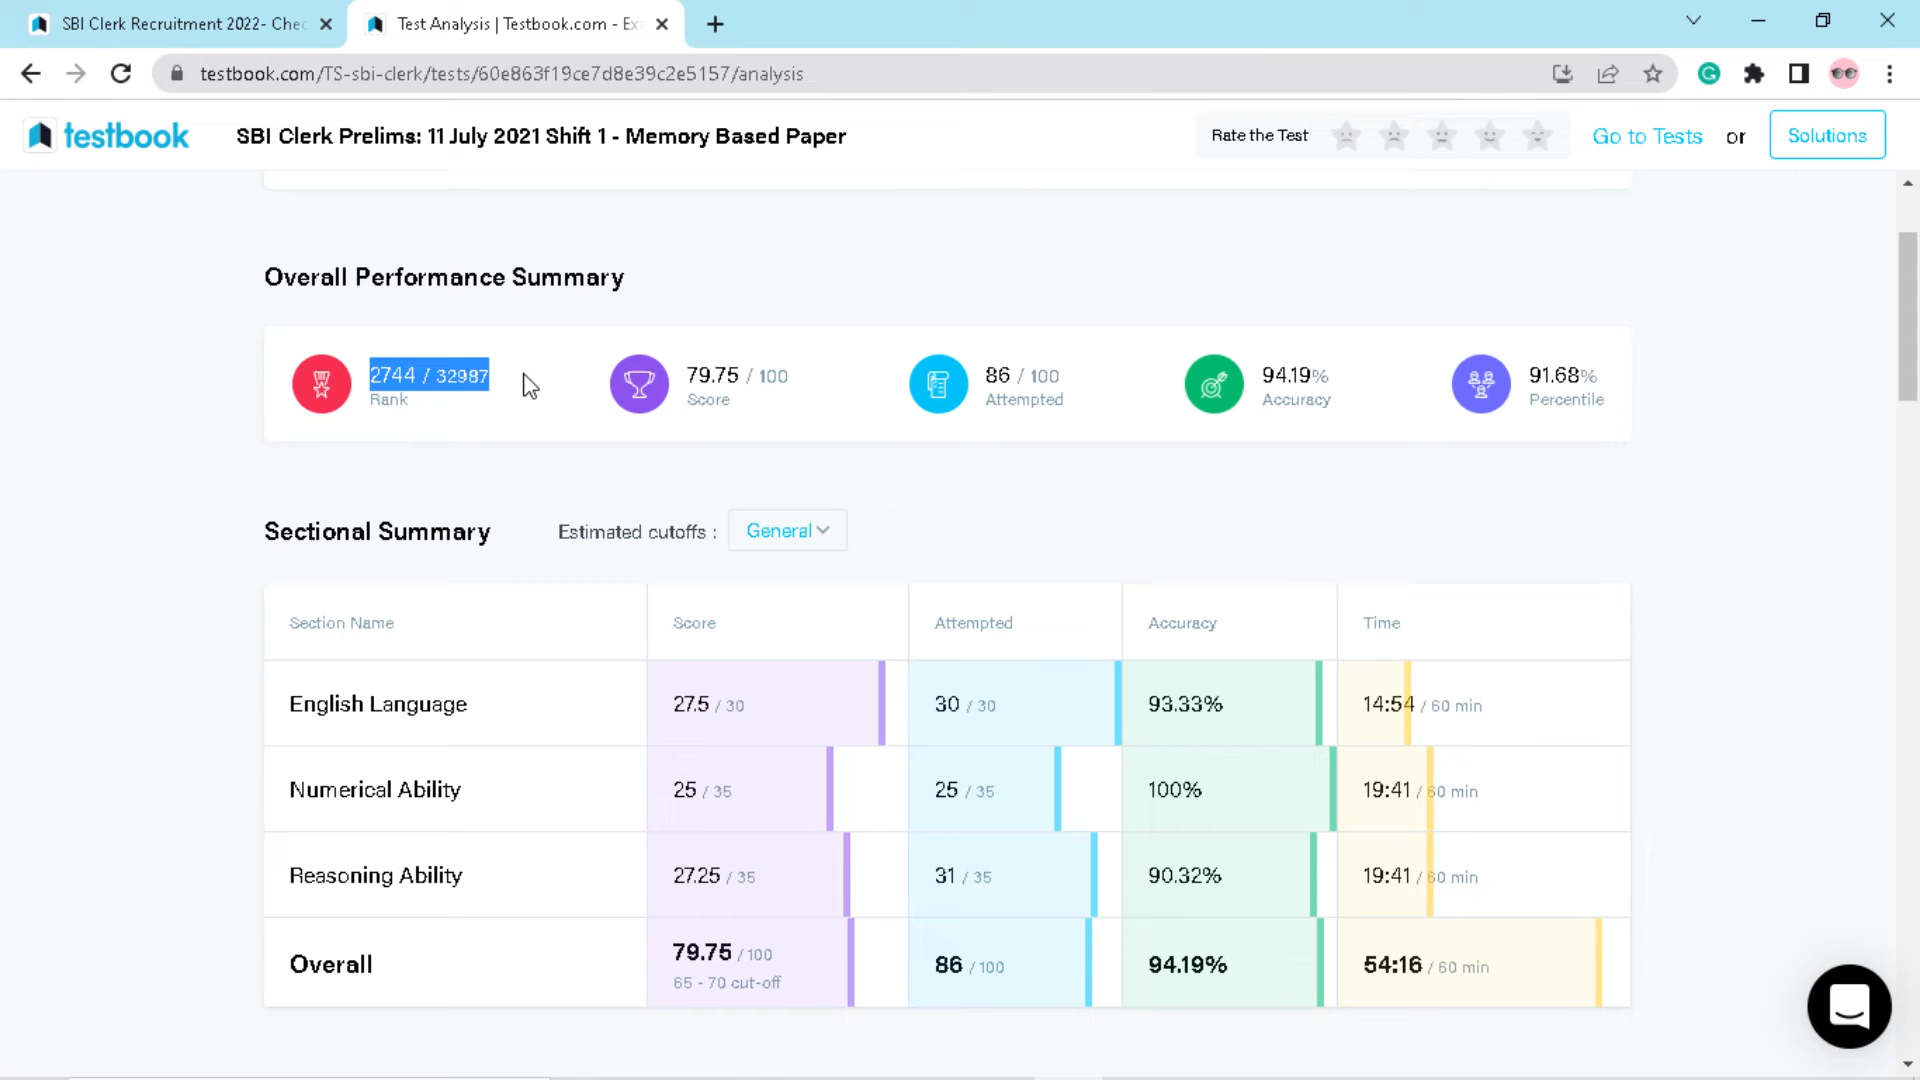 SBI Clerk Recruitment 2022- Chec
Test Analysis | Testbook.com - Ex
testbook.com/TS-sbi-clerk/tests/60e863f19ce7d8e39c2e5157/analysis
testbook
SBI Clerk Prelims: 11 July 2021 Shift 1 - Memory Based Paper
Rate the Test
Go to Tests or Solutions
Overall Performance Summary
2744 / 32987
Rank
79.75 / 100
Score
86 / 100
Attempted
94.19%
Accuracy
91.68%
Percentile
Sectional Summary
Estimated cutoffs : General
Section Name Score Attempted Accuracy Time
English Language 27.5 / 30 30 / 30 93.33% 14:54 / 60 min
Numerical Ability 25 / 35 25 / 35 100% 19:41 / 60 min
Reasoning Ability 27.25 / 35 31 / 35 90.32% 19:41 / 60 min
Overall 79.75 / 100 86 / 100 94.19% 54:16 / 60 min
65 - 70 cut-off